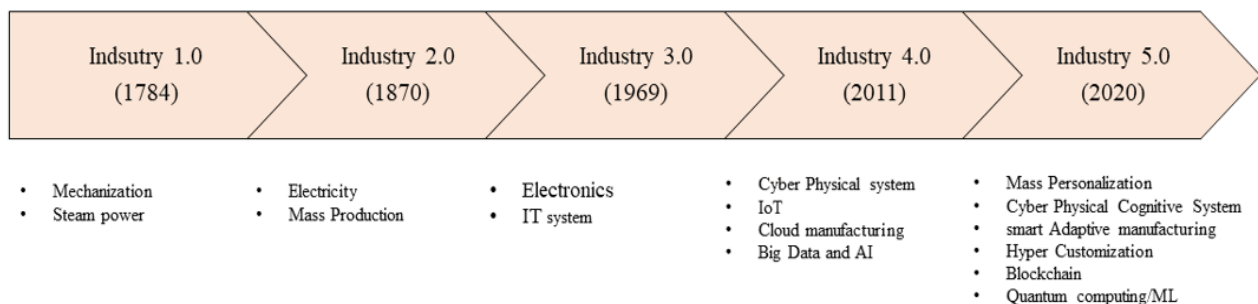 Indsutry 1.0
(1784)
Industry 2.0
(1870)
Industry 3.0
(1969)
Industry 4.0
(2011)
Industry 5.0
(2020)
• Mechanization
• Steam power
• Electricity
• Mass Production
• Electronics
• IT system
• Cyber Physical system
• IoT
• Cloud manufacturing
• Big Data and AI
• Mass Personalization
• Cyber Physical Cognitive System
• smart Adaptive manufacturing
• Hyper Customization
• Blockchain
• Quantum computing/ML